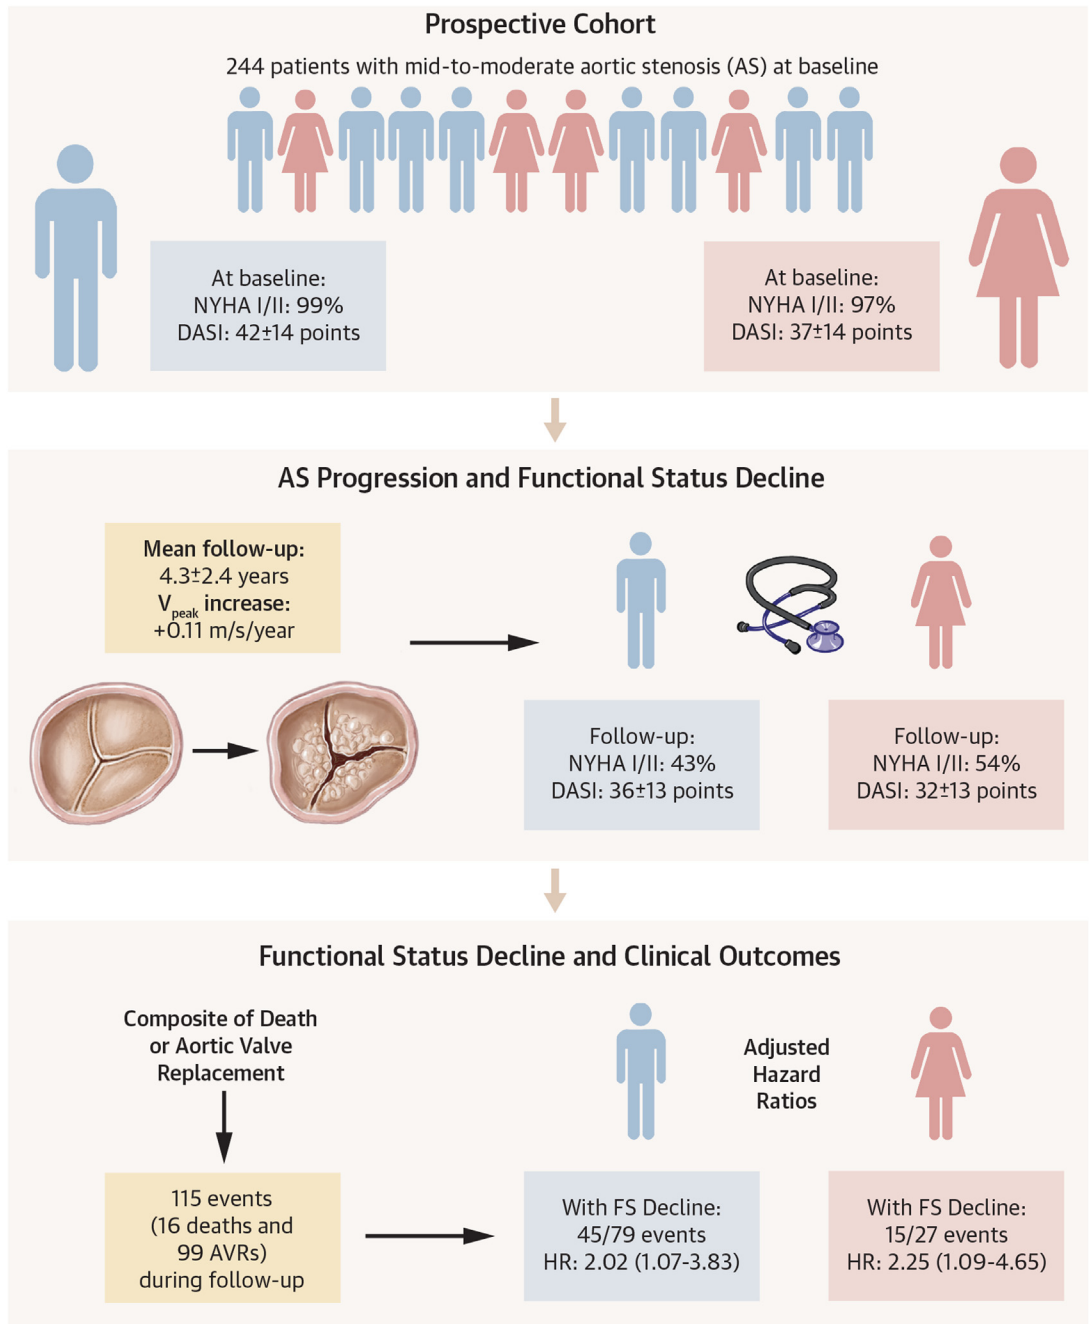 Prospective Cohort
244 patients with mid-to-moderate aortic stenosis (AS) at baseline
At baseline:
NYHA I/II: 99%
DASI: 42±14 points
At baseline:
NYHA I/II: 97%
DASI: 37±14 points
AS Progression and Functional Status Decline
Mean follow-up:
4.3±2.4 years
Vpeak increase:
+0.11 m/s/year
Follow-up:
NYHA I/II: 43%
DASI: 36±13 points
Follow-up:
NYHA I/II: 54%
DASI: 32±13 points
Functional Status Decline and Clinical Outcomes
Composite of Death
or Aortic Valve
Replacement
115 events
(16 deaths and
99 AVRs)
during follow-up
Adjusted
Hazard
Ratios
With FS Decline:
45/79 events
HR: 2.02 (1.07-3.83)
With FS Decline:
15/27 events
HR: 2.25 (1.09-4.65)